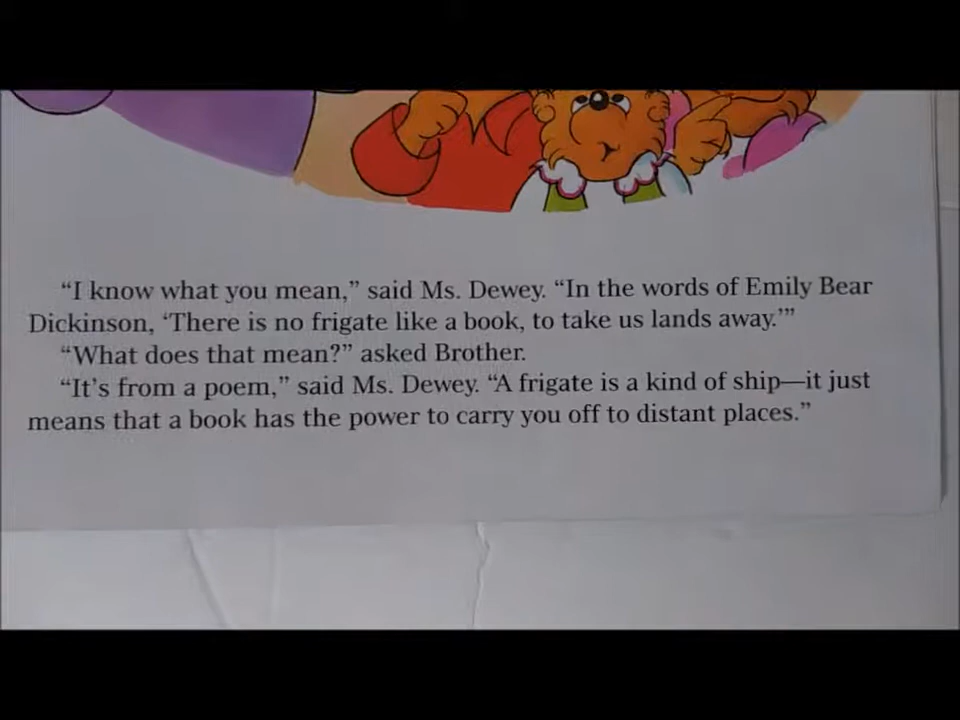 “I know what you mean,” said Ms. Dewey. “In the words of Emily Bear
Dickinson, ‘There is no frigate like a book, to take us lands away.’”
“What does that mean?” asked Brother.
“It’s from a poem,” said Ms. Dewey. “A frigate is a kind of ship—it just
means that a book has the power to carry you off to distant places.”